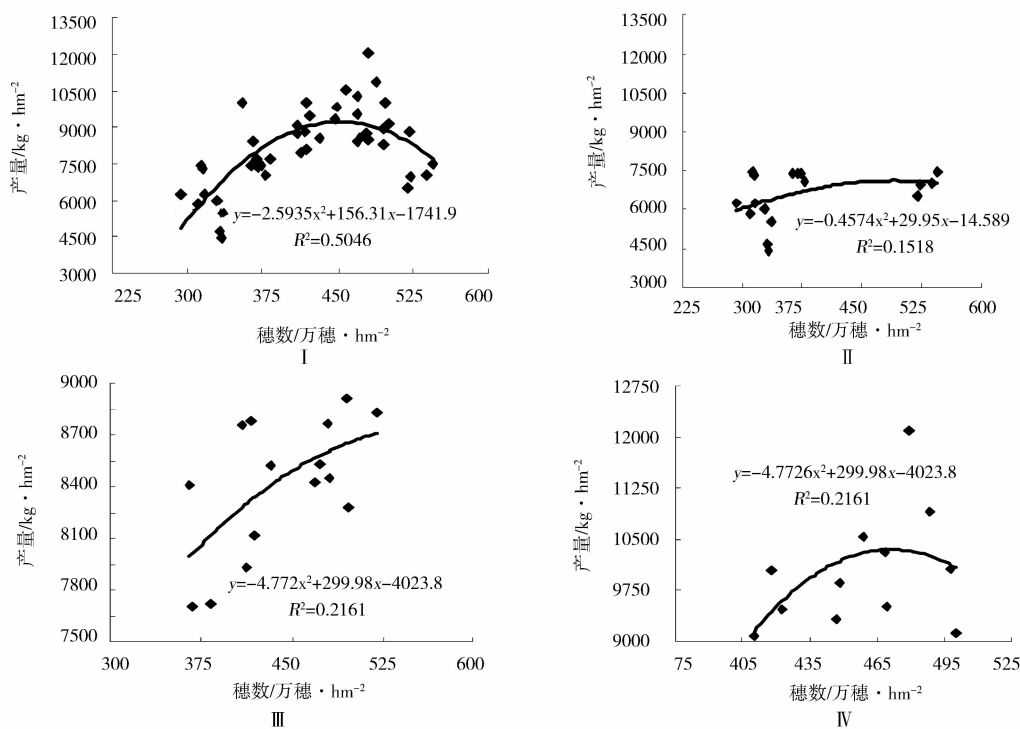 13500
12000
10500
9000
7500
6000
4500
3000
产量/kg·hm⁻²
y=−2.5935x²+156.31x−1741.9
R²=0.5046
225 300 375 450 525 600
穗数/万穗·hm⁻²
Ⅰ
13500
12000
10500
9000
7500
6000
4500
3000
产量/kg·hm⁻²
y=−0.4574x²+29.95x−14.589
R²=0.1518
225 300 375 450 525 600
穗数/万穗·hm⁻²
Ⅱ
9000
8700
8400
8100
7800
7500
产量/kg·hm⁻²
y=−4.772x²+299.98x−4023.8
R²=0.2161
300 375 450 525 600
穗数/万穗·hm⁻²
Ⅲ
12750
12000
11250
10500
9750
9000
产量/kg·hm⁻²
y=−4.7726x²+299.98x−4023.8
R²=0.2161
75 405 435 465 495 525
穗数/万穗·hm⁻²
Ⅳ